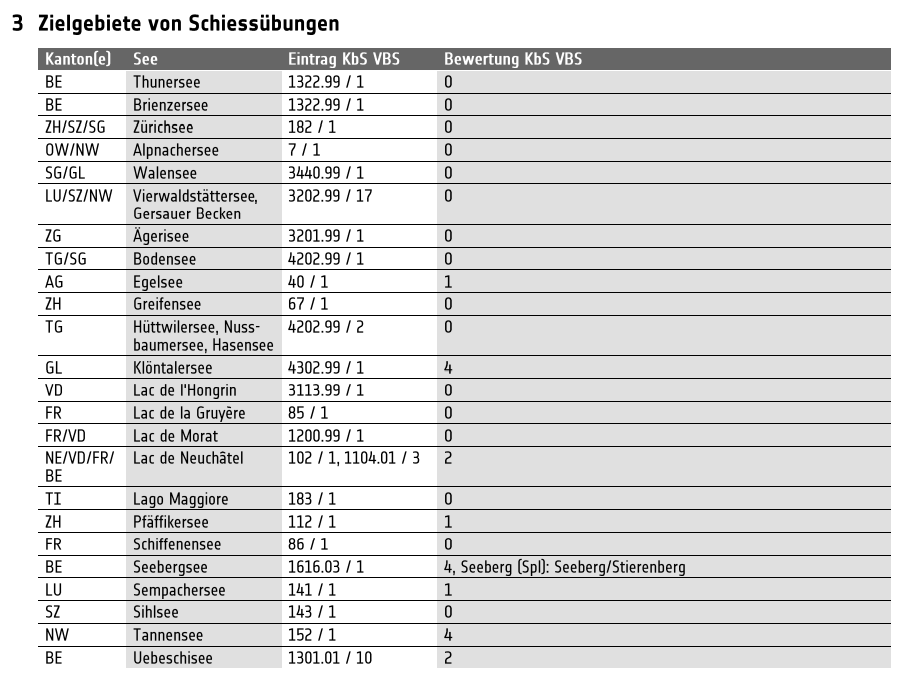 3 Zielgebiete von Schiessübungen
Kanton(e) See Eintrag KbS VBS Bewertung KbS VBS
BE Thunersee 1322.99 / 1 0
BE Brienzersee 1322.99 / 1 0
ZH/SZ/SG Zürichsee 182 / 1 0
OW/NW Alpnachersee 7 / 1 0
SG/GL Walensee 3440.99 / 1 0
LU/SZ/NW Vierwaldstättersee, 3202.99 / 17 0
Gersauer Becken
ZG Ägerisee 3201.99 / 1 0
TG/SG Bodensee 4202.99 / 1 0
AG Egelsee 40 / 1 1
ZH Greifensee 67 / 1 0
TG Hüttwilersee, Nuss- 4202.99 / 2 0
baumersee, Hasensee
GL Klöntalersee 4302.99 / 1 4
VD Lac de l'Hongrin 3113.99 / 1 0
FR Lac de la Gruyère 85 / 1 0
FR/VD Lac de Morat 1200.99 / 1 0
NE/VD/FR/ Lac de Neuchâtel 102 / 1, 1104.01 / 3 2
BE
TI Lago Maggiore 183 / 1 0
ZH Pfäffikersee 112 / 1 1
FR Schiffenensee 86 / 1 0
BE Seebergsee 1616.03 / 1 4, Seeberg (Spl): Seeberg/Stierenberg
LU Sempachersee 141 / 1 1
SZ Sihlsee 143 / 1 0
NW Tannensee 152 / 1 4
BE Uebeschisee 1301.01 / 10 2